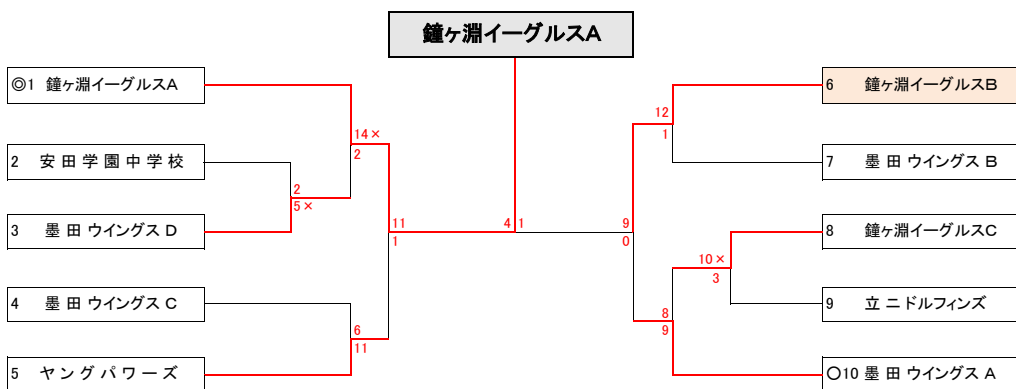 鐘ヶ淵イーグルスA
◎1 鐘ヶ淵イーグルスA
6 鐘ヶ淵イーグルスB
12
14×
1
2
2 安田学園中学校
7 墨田ウイングスB
2
5×
3 墨田ウイングスD
11
4
1
9
8 鐘ヶ淵イーグルスC
1
0
10×
3
4 墨田ウイングスC
9 立ニドルフィンズ
6
8
11
9
5 ヤングパワーズ
○10 墨田ウイングスA